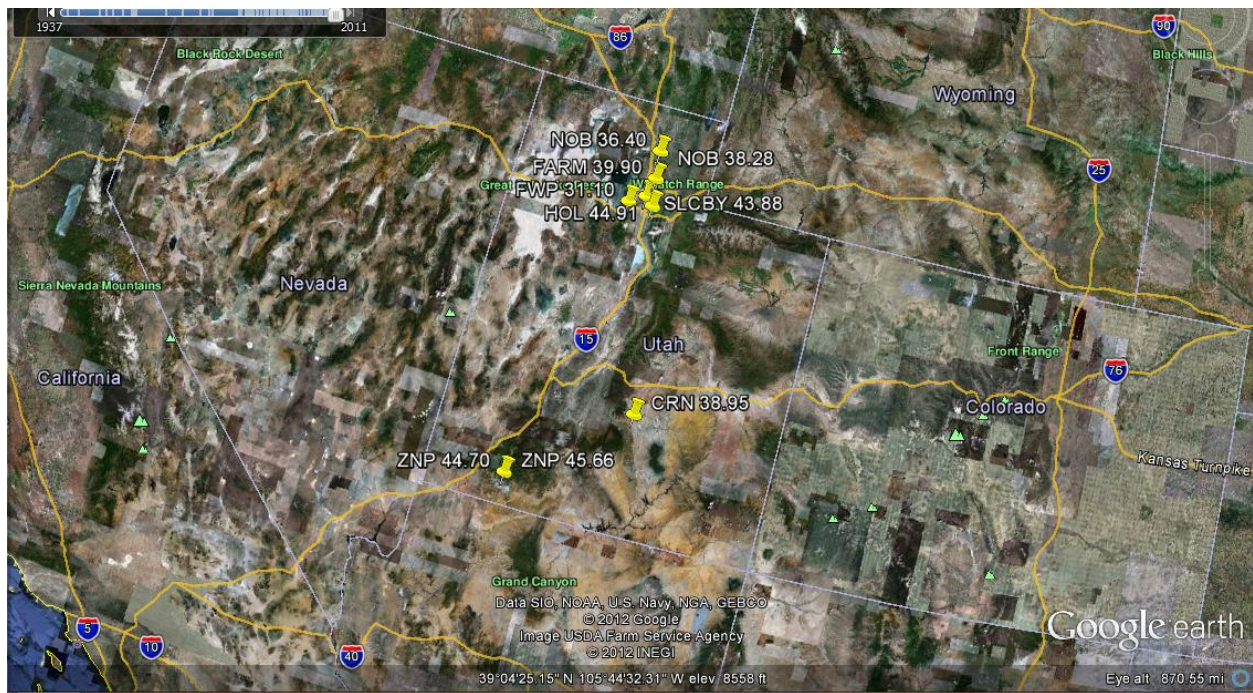 1937
2011
86
90
Black Rock Desert
Black Hills
Wyoming
NOB 36.40
NOB 38.28
FARM 39.90
25
Great
tch Range
FWP 31.10
SLCBY 43.88
HOL 44.91
Nevada
Sierra Nevada Mountains
15
Utah
Front Range
76
California
CRN 38.95
Colorado
ZNP 44.70
ZNP 45.66
Kansas Turnpike
Grand Canyon
Data SIO, NOAA, U.S. Navy, NGA, GEBCO
© 2012 Google
Image USDA Farm Service Agency
© 2012 INEGI
Google earth
5
10
40
39°04'25.15" N 105°44'32.31" W elev 8558 ft
Eye alt 870.55 mi